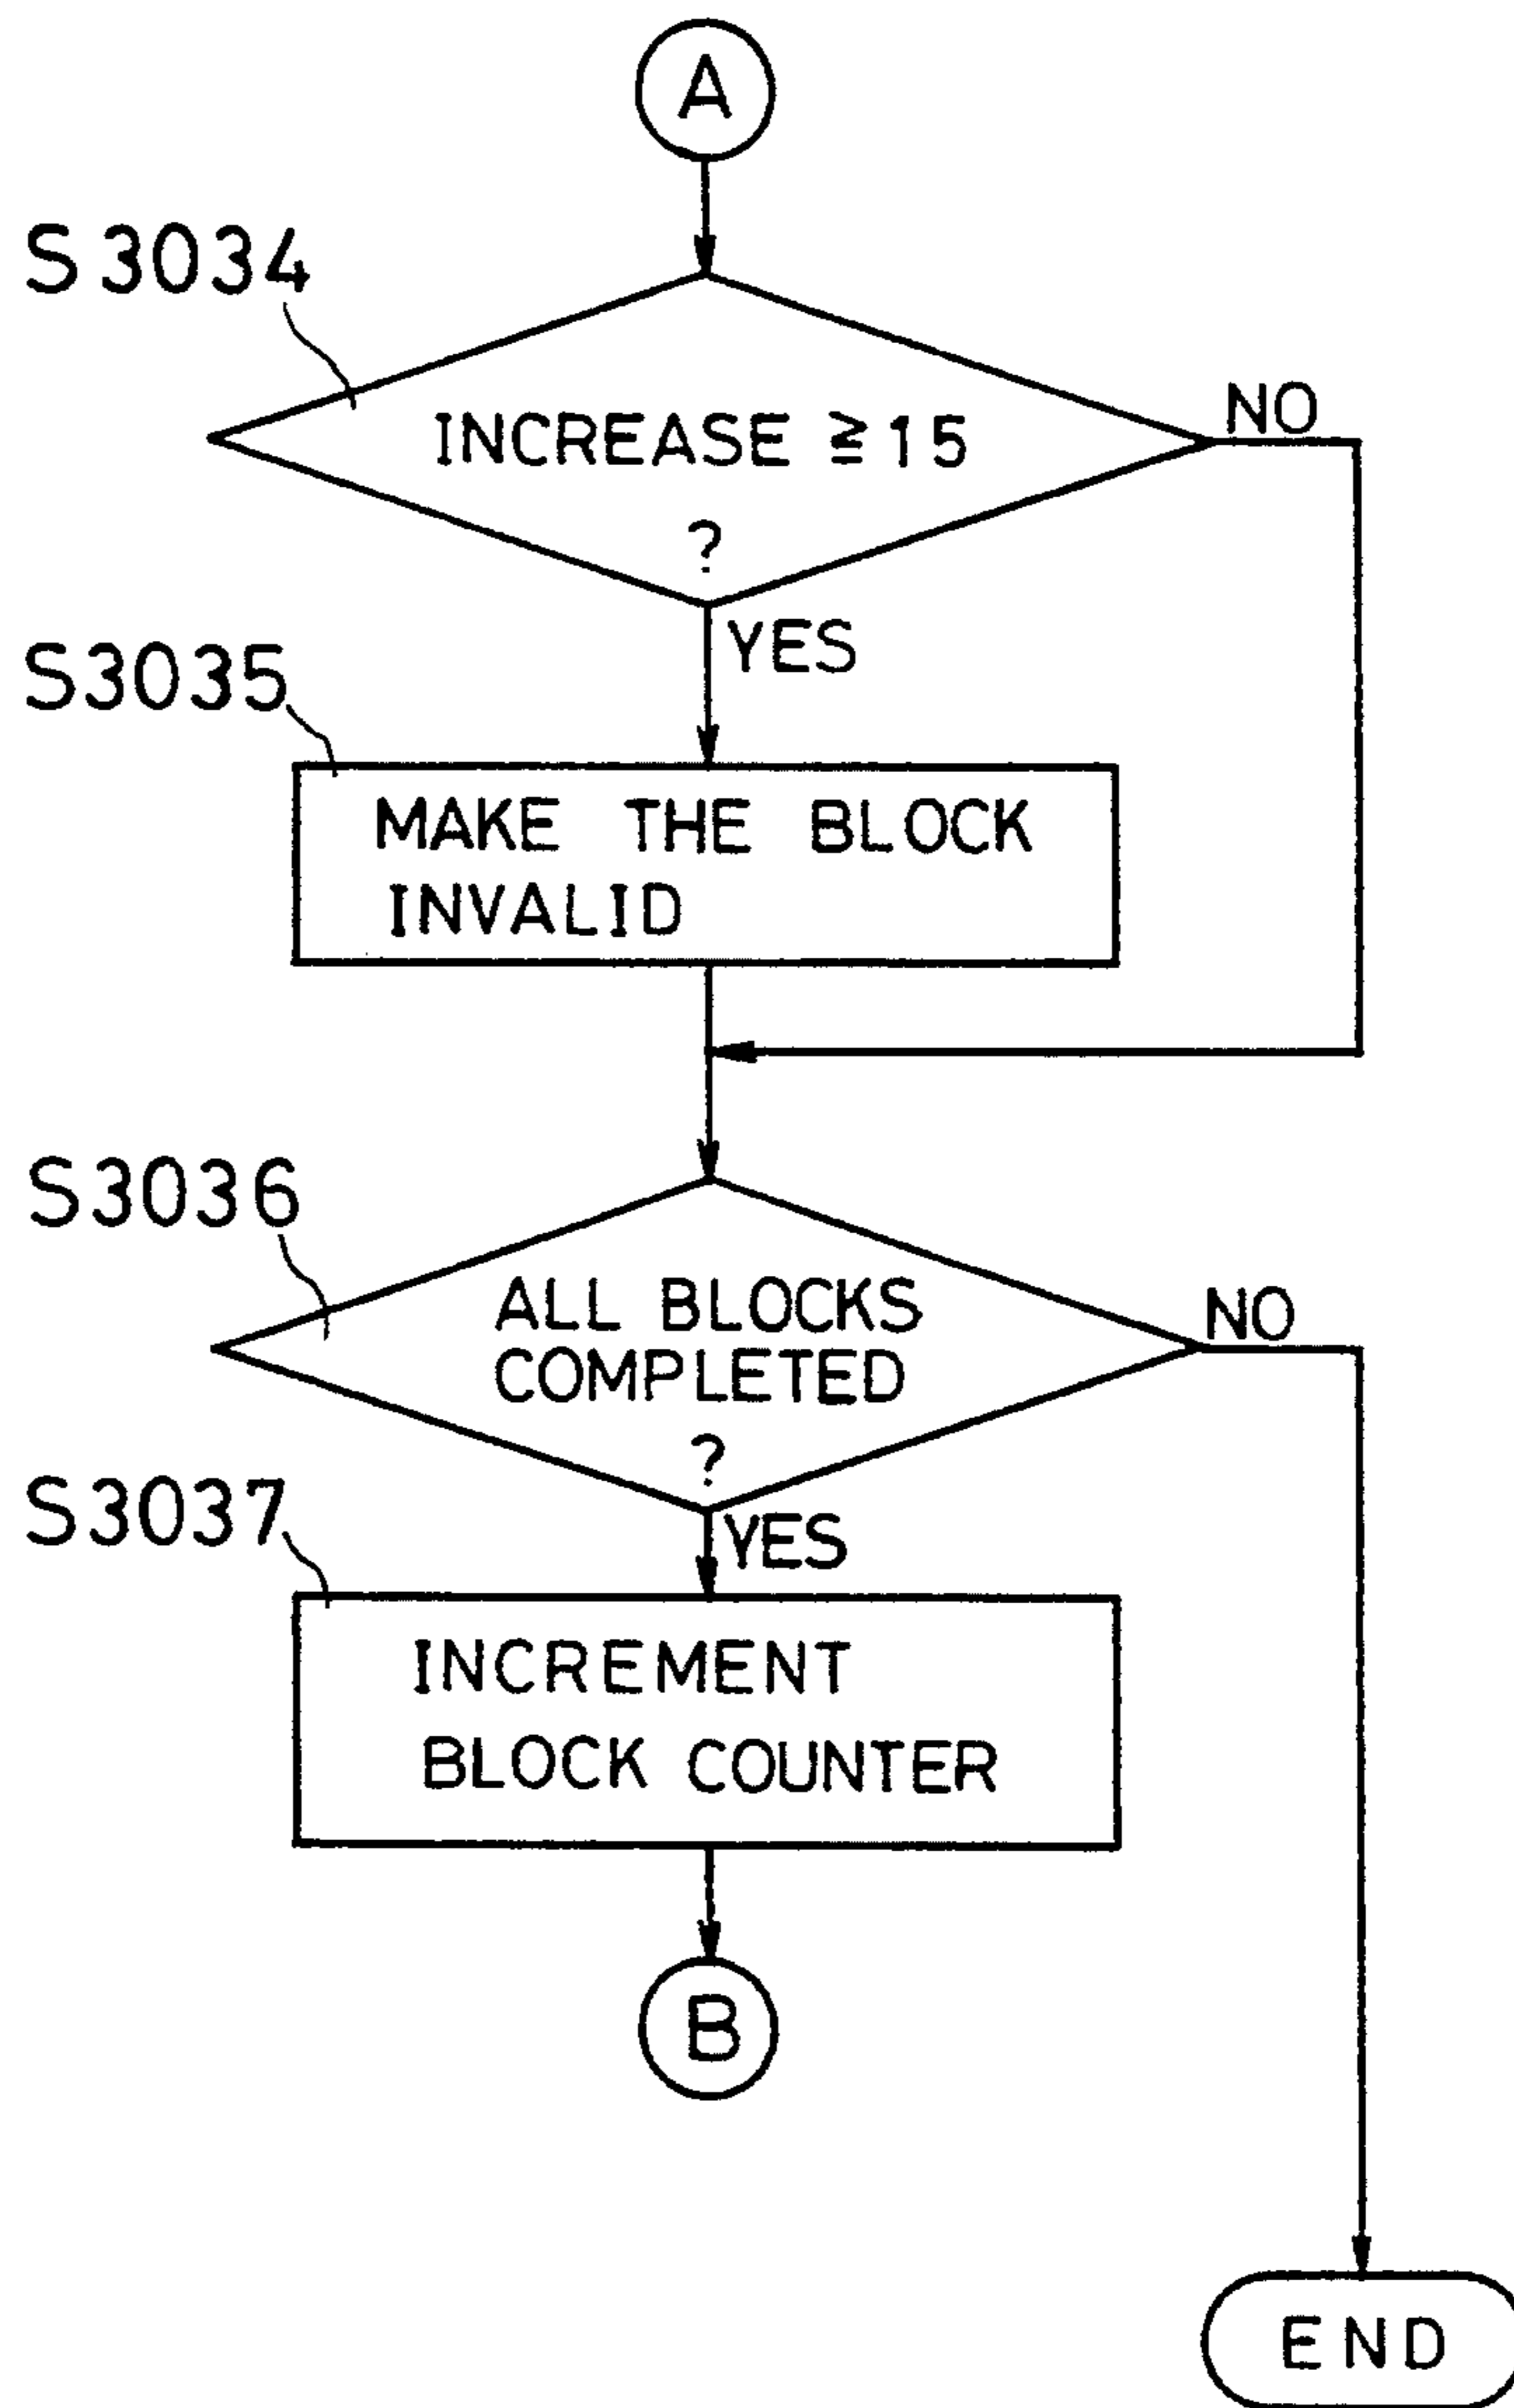 A
S3034
INCREASE ≧ 15
?
NO
YES
S3035
MAKE THE BLOCK
INVALID
S3036
ALL BLOCKS
COMPLETED
?
NO
YES
S3037
INCREMENT
BLOCK COUNTER
B
END